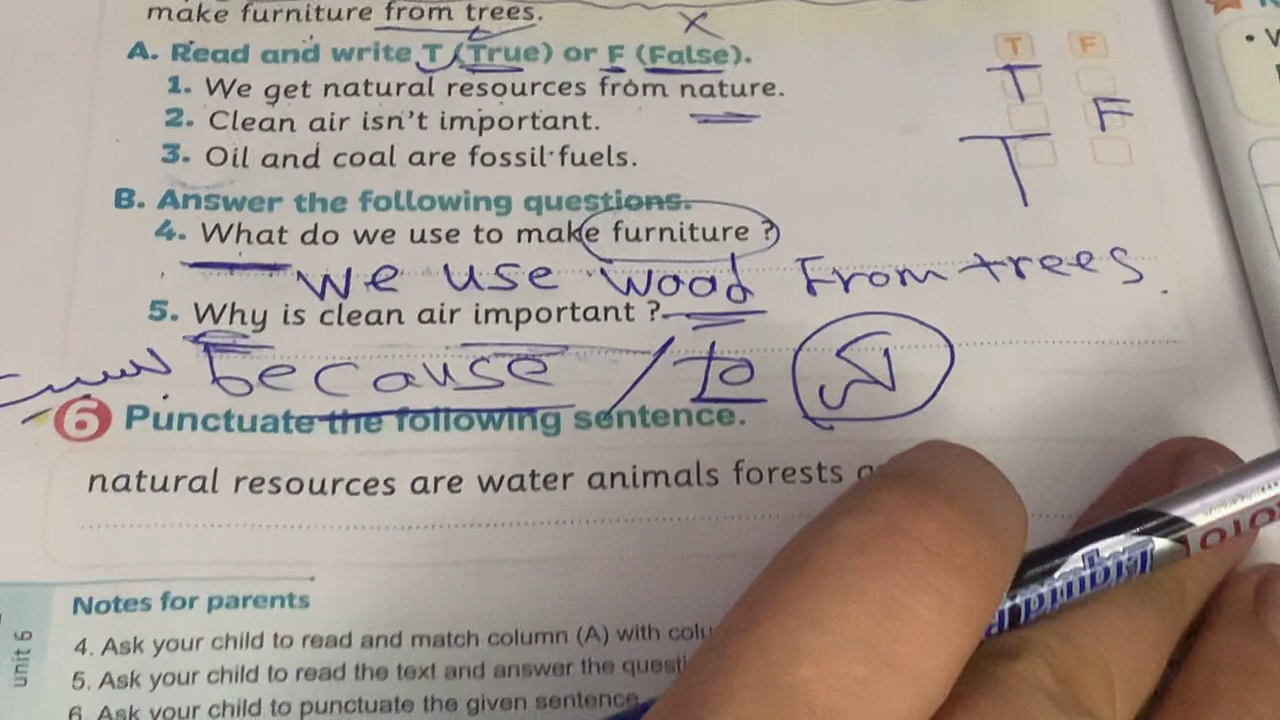 make furniture from trees.
A. Read and write T (True) or F (False). T F
1. We get natural resources from nature. T
2. Clean air isn't important. F
3. Oil and coal are fossil fuels. T
B. Answer the following questions.
4. What do we use to make furniture ?
we use wood From trees.
5. Why is clean air important ?
because / to
6 Punctuate the following sentence.
natural resources are water animals forests
Notes for parents
4. Ask your child to read and match column (A) with
5. Ask your child to read the text and answer the
6. Ask your child to punctuate the given sentence
unit 6
Liquid